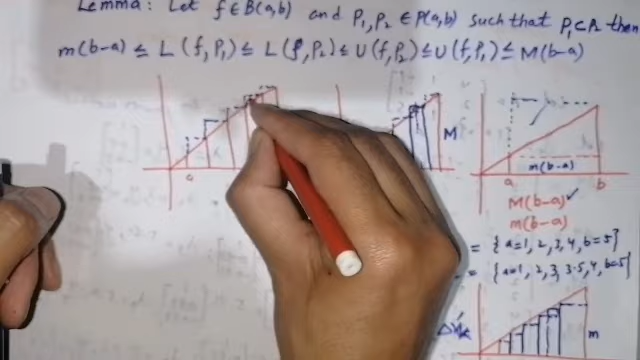 Lemma: Let f ∈ B(a,b) and P₁, P₂ ∈ P(a,b) such that P₁ ⊂ P₂ then
m(b-a) ≤ L(f, P₁) ≤ L(f, P₂) ≤ U(f, P₂) ≤ U(f, P₁) ≤ M(b-a)
M
m(b-a)
a
a b
M(b-a) ✓
m(b-a)
= {a=1, 2, 3, 4, b=5}
= {a=1, 2, 3, 3.5, 4, b=5}
m